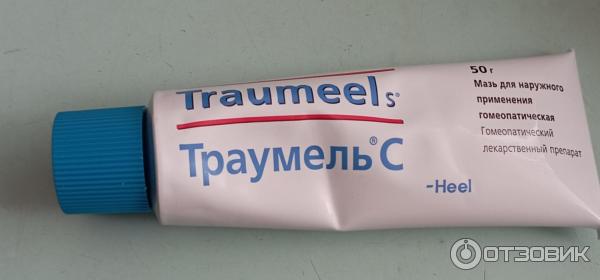 Traumeel S®
Траумель® С
-Heel
50 г
Мазь для наружного
применения
гомеопатическая
Гомеопатический
лекарственный препарат
ОТЗОВИК